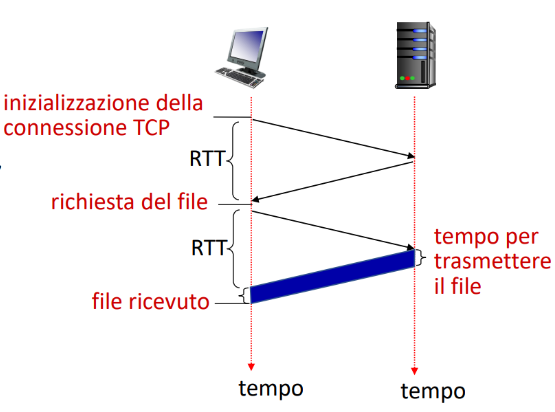 inizializzazione della
connessione TCP
RTT
richiesta del file
RTT
tempo per
trasmettere
il file
file ricevuto
tempo
tempo